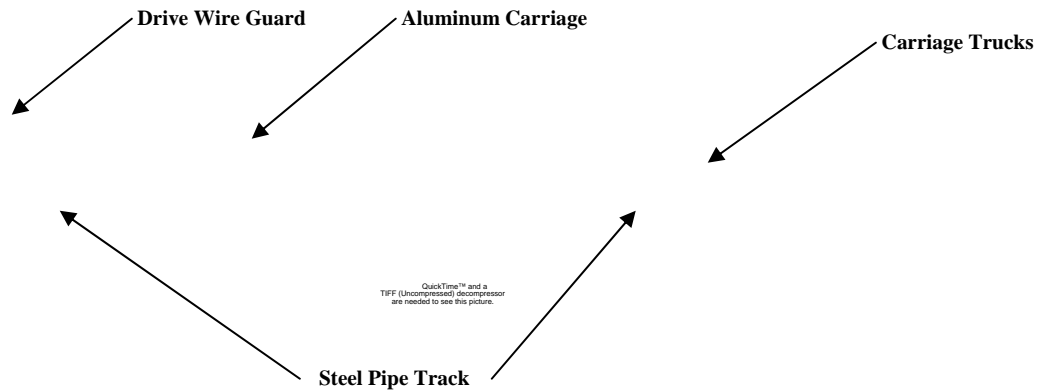 Drive Wire Guard
Aluminum Carriage
Carriage Trucks
QuickTime™ and a
TIFF (Uncompressed) decompressor
are needed to see this picture.
Steel Pipe Track